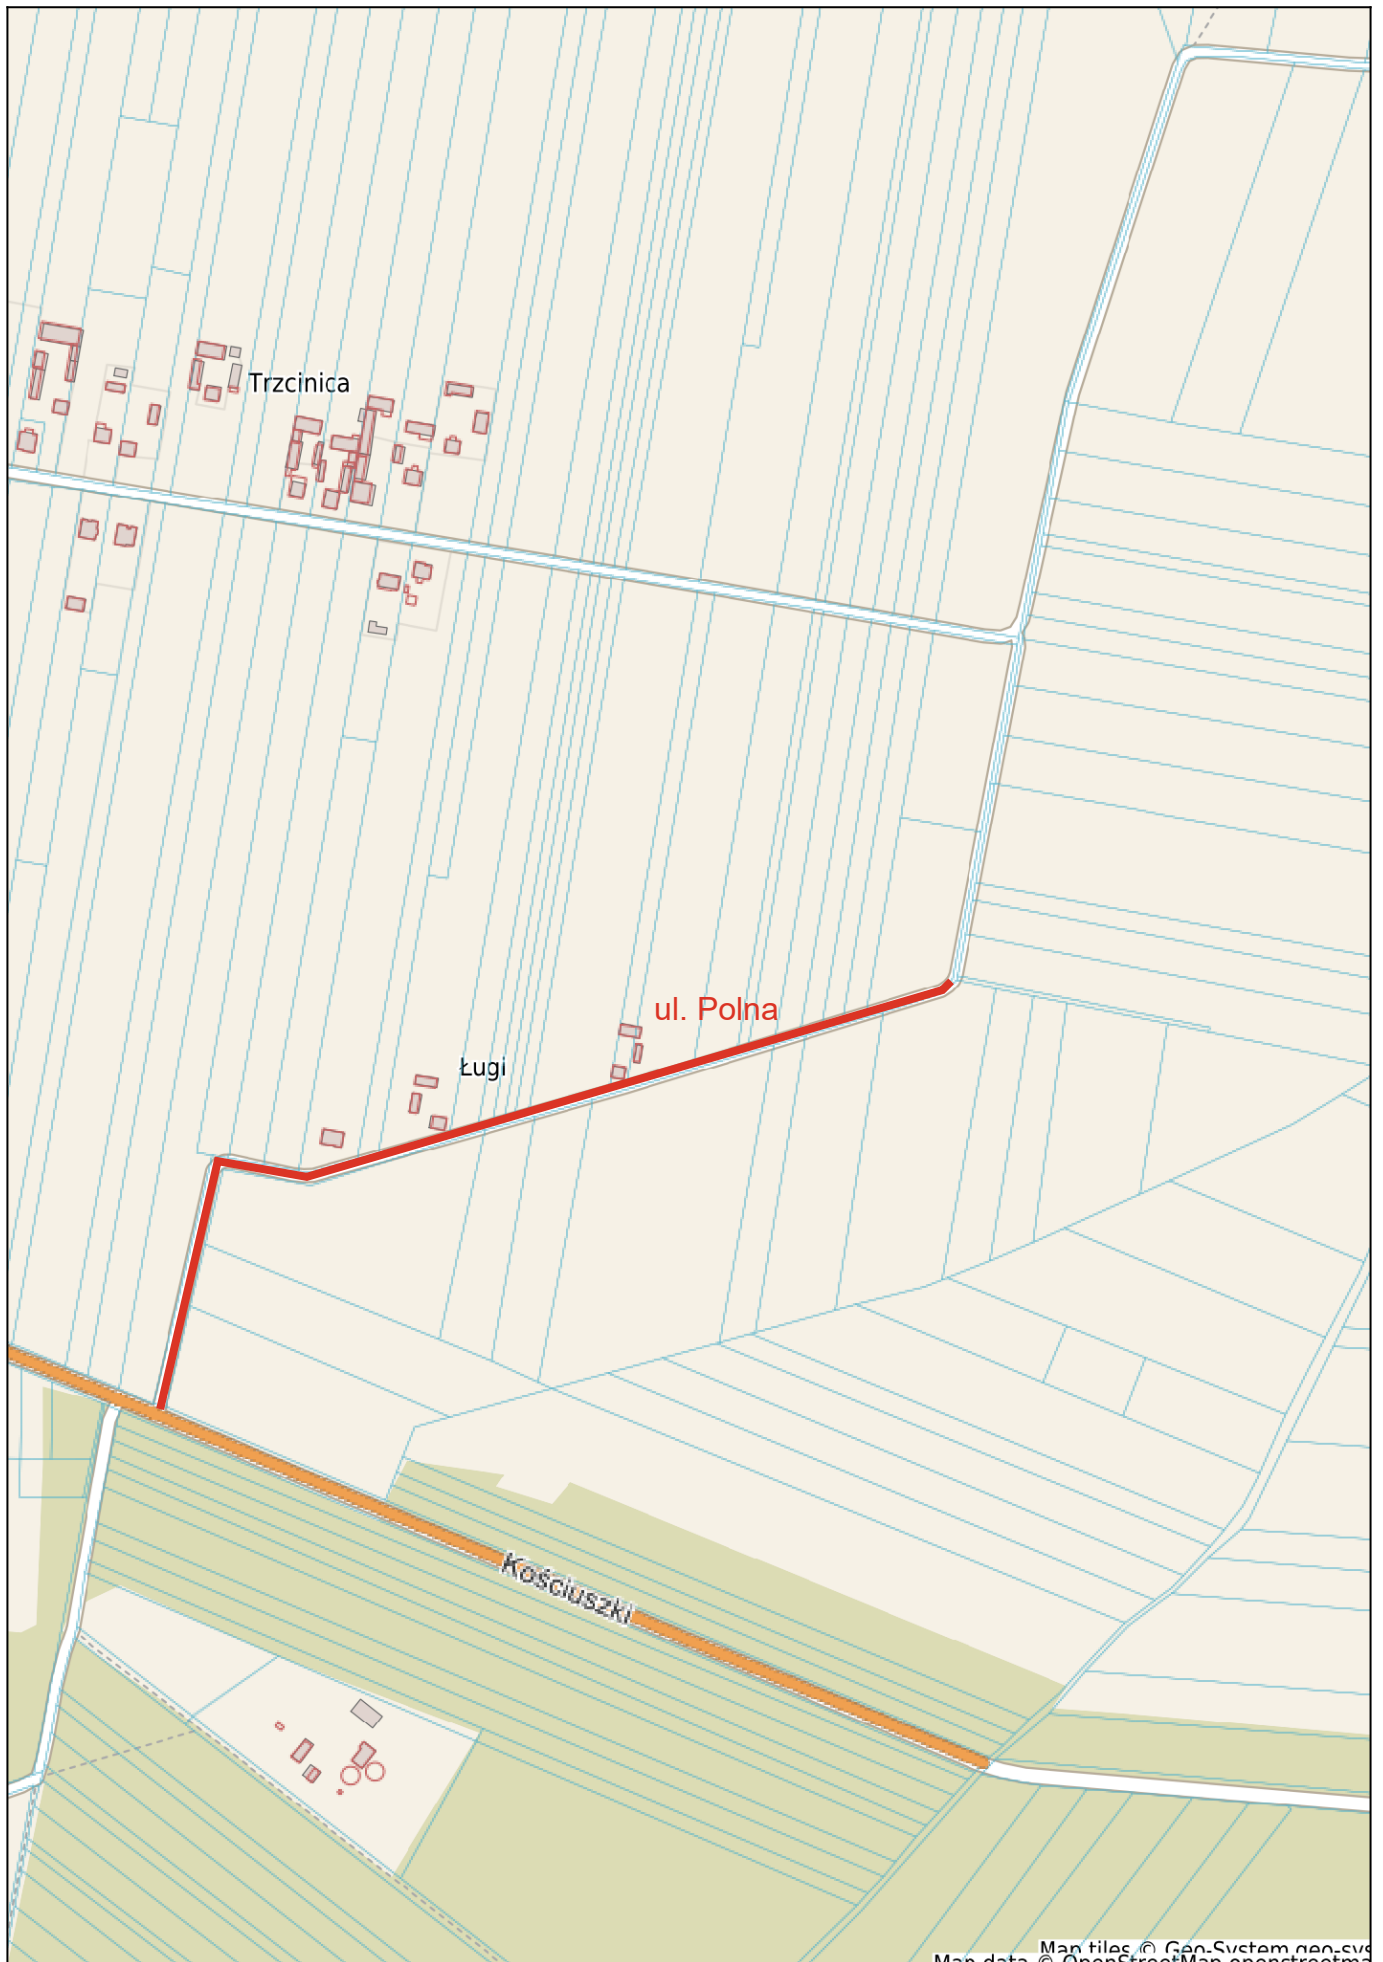 Trzcinica
ul. Polna
Ługi
Kościuszki
Map tiles © Geo-System geo-sys
Map data © OpenStreetMap openstreetma